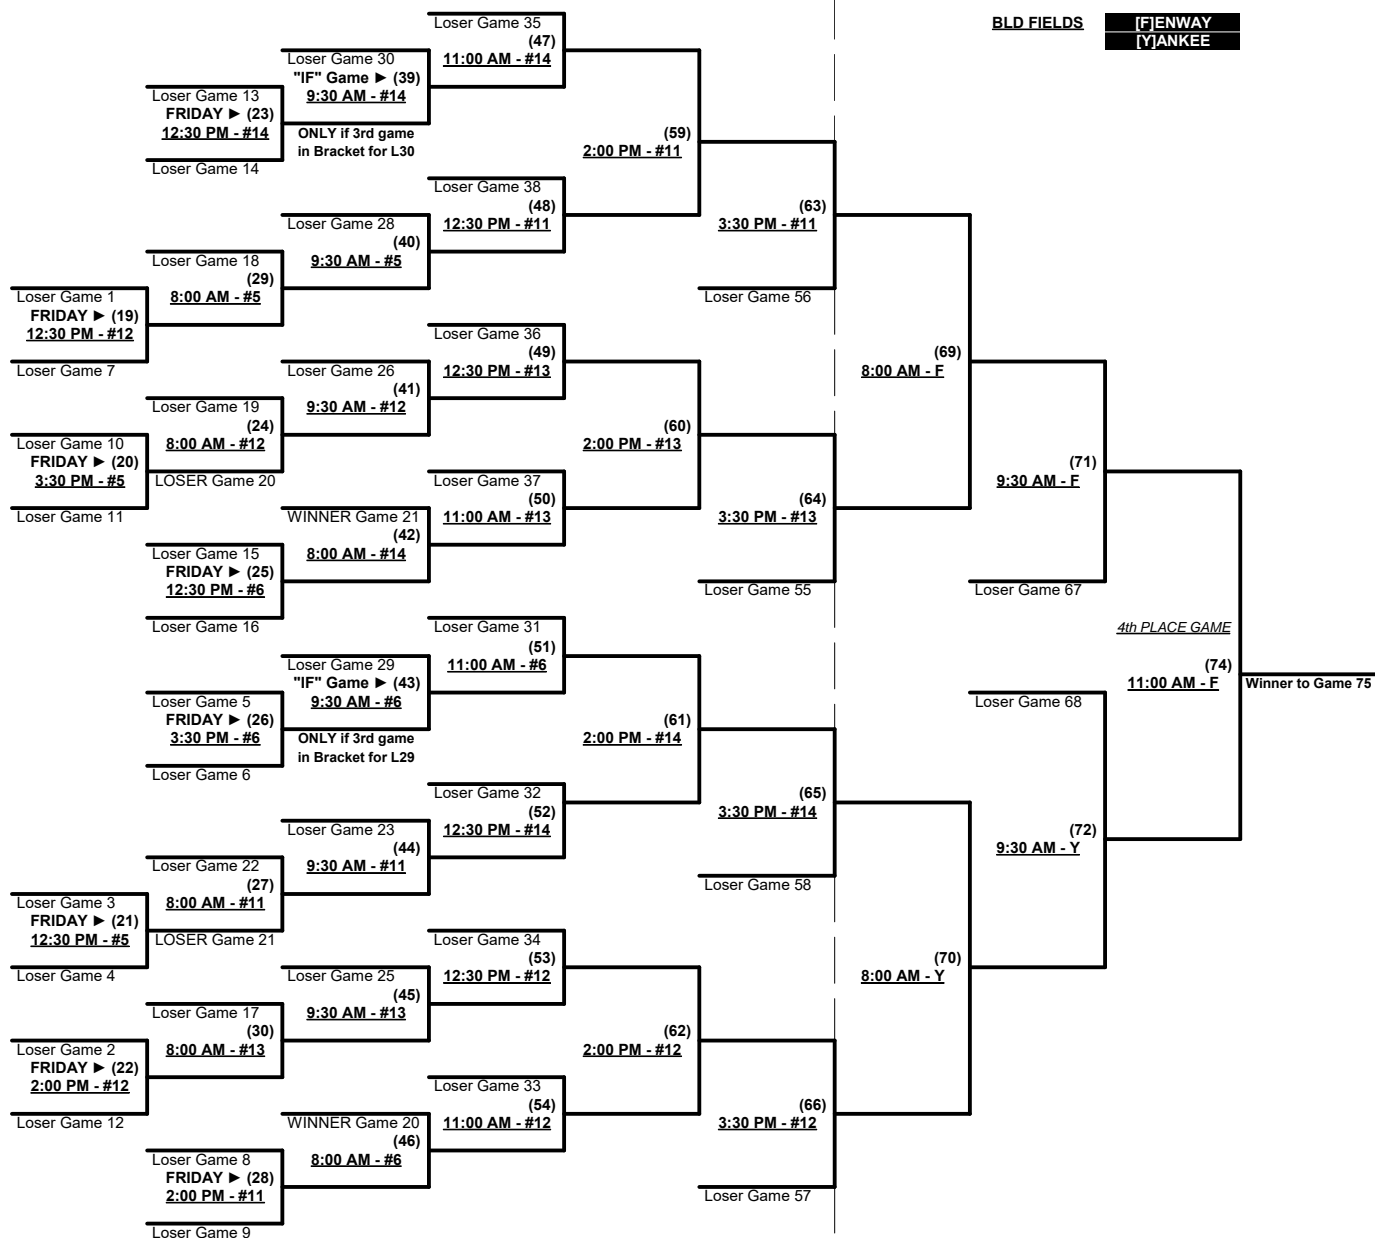 BLD FIELDS
[F]ENWAY
[Y]ANKEE
Loser Game 35
(47)
11:00 AM - #14
Loser Game 30
"IF" Game ► (39)
9:30 AM - #14
Loser Game 13
FRIDAY ► (23)
12:30 PM - #14
ONLY if 3rd game
in Bracket for L30
Loser Game 14
(59)
2:00 PM - #11
Loser Game 38
(48)
12:30 PM - #11
(63)
3:30 PM - #11
Loser Game 28
(40)
9:30 AM - #5
Loser Game 18
(29)
8:00 AM - #5
Loser Game 1
FRIDAY ► (19)
12:30 PM - #12
Loser Game 7
Loser Game 56
Loser Game 36
(49)
12:30 PM - #13
(69)
8:00 AM - F
Loser Game 26
(41)
9:30 AM - #12
Loser Game 19
(24)
8:00 AM - #12
Loser Game 10
FRIDAY ► (20)
3:30 PM - #5
LOSER Game 20
Loser Game 11
(60)
2:00 PM - #13
(71)
9:30 AM - F
Loser Game 37
(50)
11:00 AM - #13
(64)
3:30 PM - #13
WINNER Game 21
(42)
8:00 AM - #14
Loser Game 15
FRIDAY ► (25)
12:30 PM - #6
Loser Game 16
Loser Game 55
Loser Game 67
4th PLACE GAME
Loser Game 31
(51)
11:00 AM - #6
Loser Game 29
"IF" Game ► (43)
9:30 AM - #6
(74)
11:00 AM - F
Winner to Game 75
Loser Game 5
FRIDAY ► (26)
3:30 PM - #6
ONLY if 3rd game
in Bracket for L29
Loser Game 6
Loser Game 68
(61)
2:00 PM - #14
Loser Game 32
(52)
12:30 PM - #14
(65)
3:30 PM - #14
Loser Game 23
(44)
9:30 AM - #11
(72)
9:30 AM - Y
Loser Game 22
(27)
8:00 AM - #11
Loser Game 58
Loser Game 3
FRIDAY ► (21)
12:30 PM - #5
LOSER Game 21
Loser Game 4
Loser Game 34
(53)
12:30 PM - #12
(70)
8:00 AM - Y
Loser Game 25
(45)
9:30 AM - #13
Loser Game 17
(30)
8:00 AM - #13
Loser Game 2
FRIDAY ► (22)
2:00 PM - #12
Loser Game 12
(62)
2:00 PM - #12
Loser Game 33
(54)
11:00 AM - #12
(66)
3:30 PM - #12
WINNER Game 20
(46)
8:00 AM - #6
Loser Game 8
FRIDAY ► (28)
2:00 PM - #11
Loser Game 57
Loser Game 9